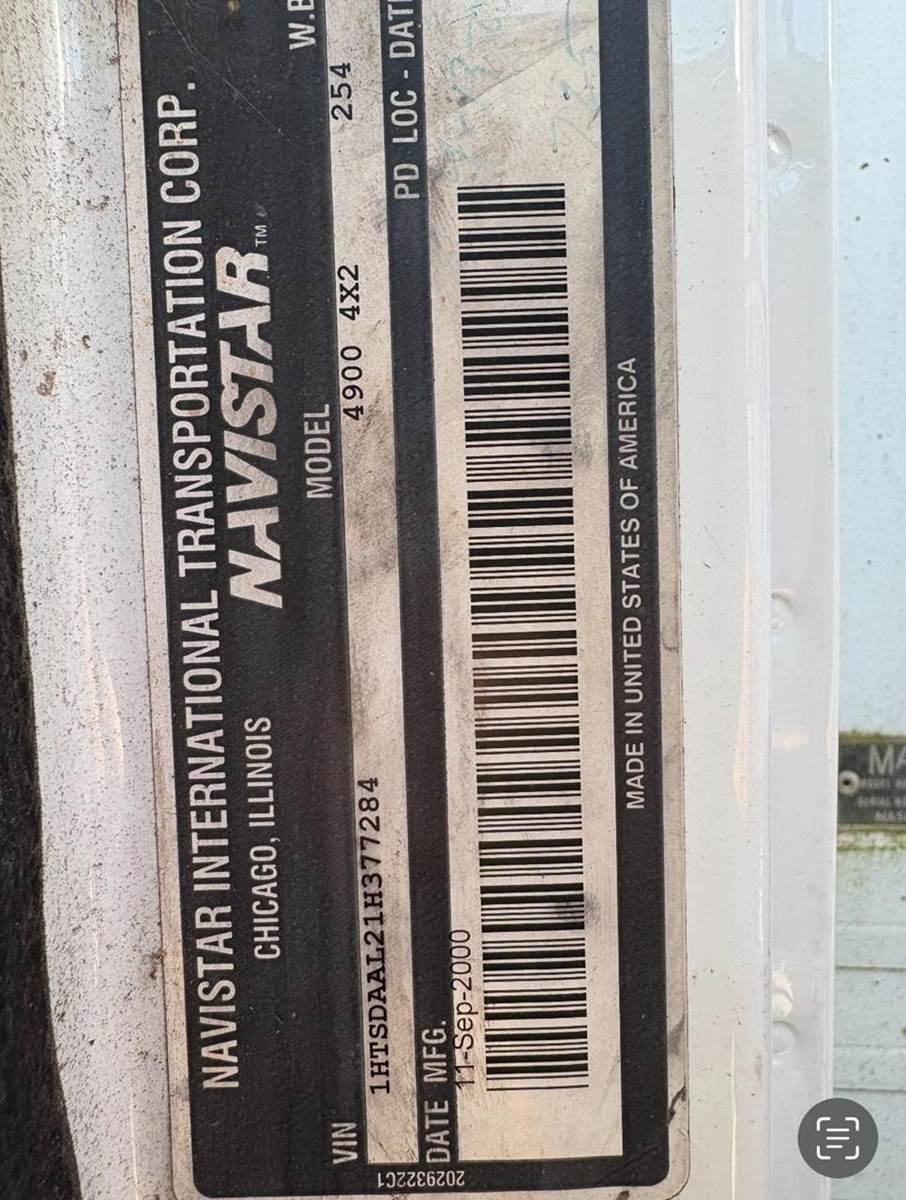 NAVISTAR INTERNATIONAL TRANSPORTATION CORP.
CHICAGO, ILLINOIS
NAVISTAR™
VIN MODEL W.B
1HTSDAAL21H377284 4900 4X2 254
DATE MFG. PD LOC - DAT
11-Sep-2000
MADE IN UNITED STATES OF AMERICA
2029322C1
MA